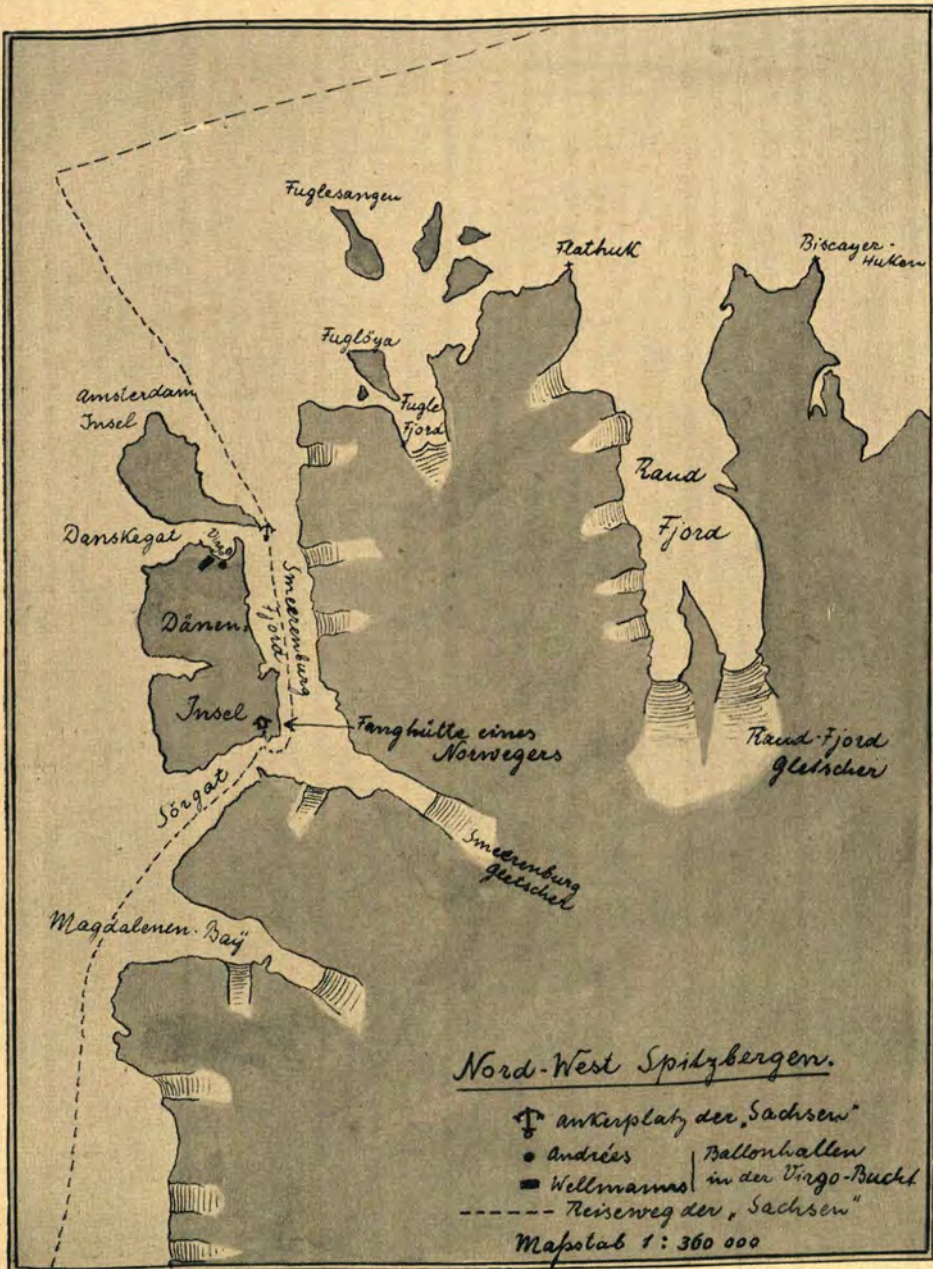 Fuglesangen
Flathuk
Biscayer-
Huken
Fuglöya
Amsterdam
Insel
Fugle
Fjord
Raud
Fjord
Danskegat
Virgo
Smeerenburg
Fjord
Dänen-
Insel
Fanghütte eines
Norwegers
Raud-Fjord
Gletscher
Sörgat
Smeerenburg
Gletscher
Magdalenen-Baÿ
Nord-West Spitzbergen.
Ankerplatz der „Sachsen"
Andrées
Ballonhallen
Wellmanns
in der Virgo-Bucht
Reiseweg der „Sachsen"
Maßstab 1 : 360 000